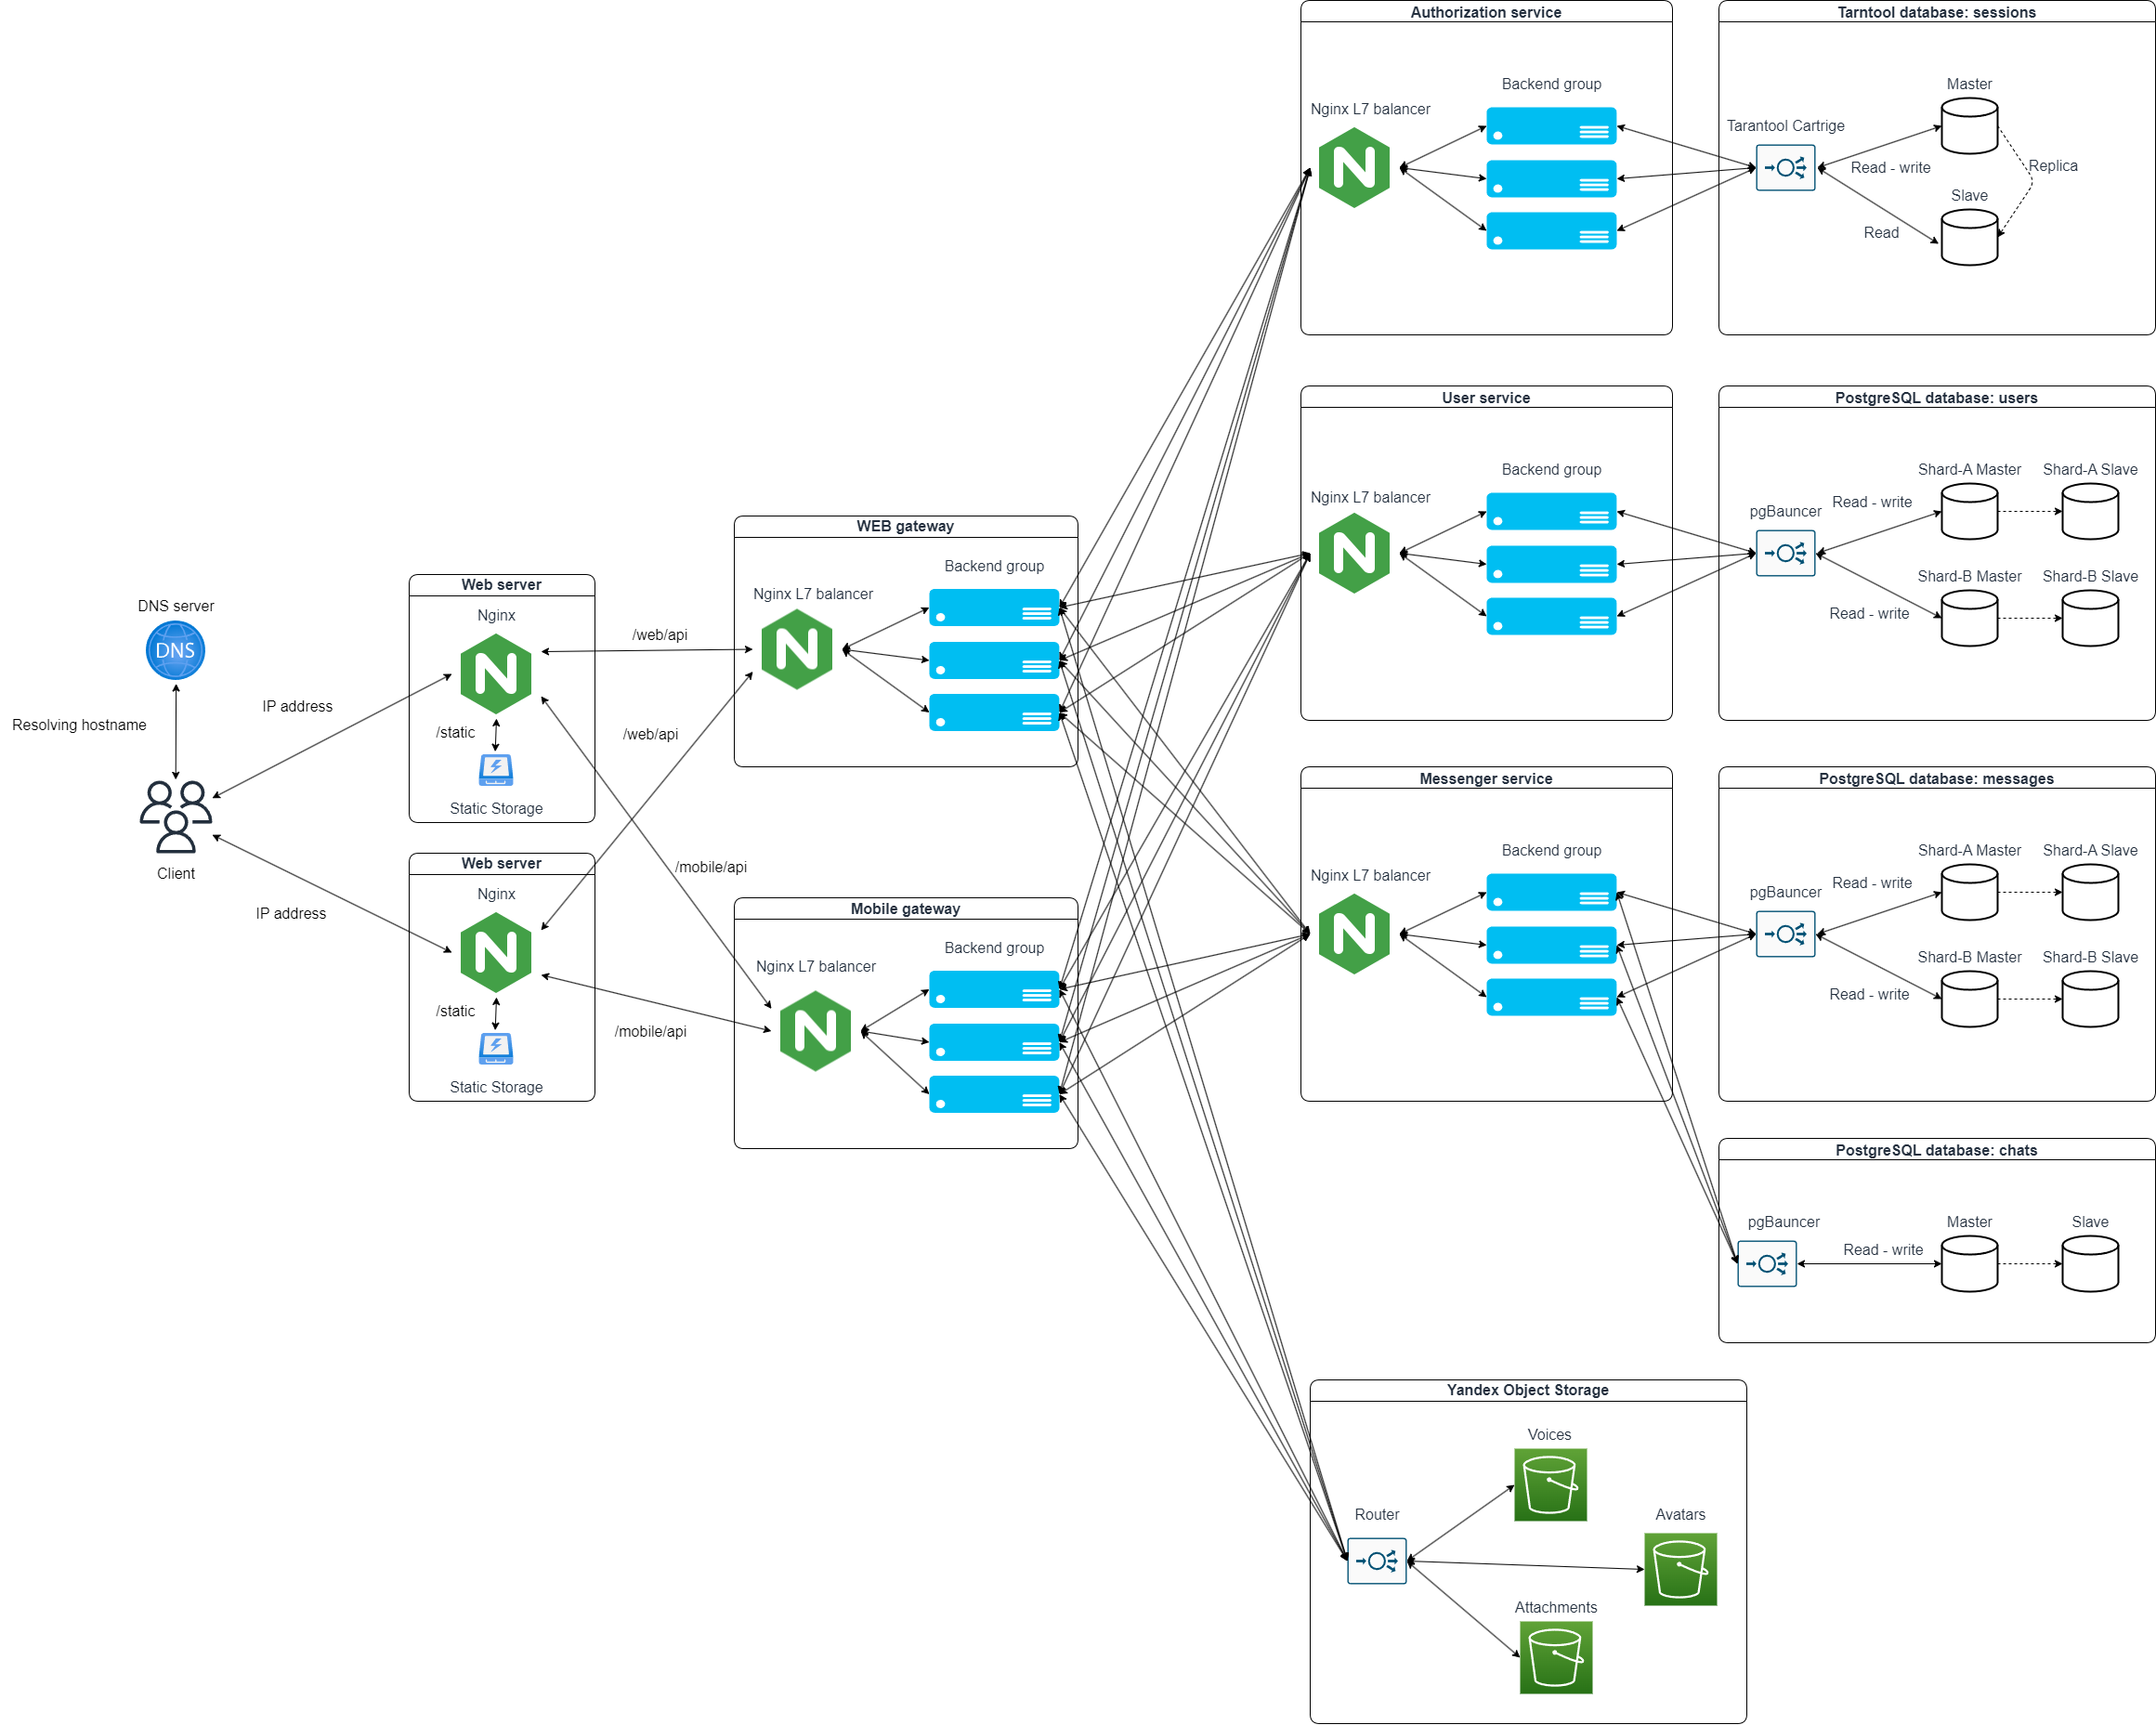 DNS server
DNS
Resolving hostname
Client
IP address
IP address
Web server
Nginx
/static
Static Storage
Web server
Nginx
/static
Static Storage
/web/api
/web/api
/mobile/api
/mobile/api
WEB gateway
Nginx L7 balancer
Backend group
Mobile gateway
Nginx L7 balancer
Backend group
Authorization service
Nginx L7 balancer
Backend group
Tarntool database: sessions
Tarantool Cartrige
Master
Read - write
Replica
Slave
Read
User service
Nginx L7 balancer
Backend group
PostgreSQL database: users
pgBauncer
Read - write
Shard-A Master
Shard-A Slave
Read - write
Shard-B Master
Shard-B Slave
Messenger service
Nginx L7 balancer
Backend group
PostgreSQL database: messages
pgBauncer
Read - write
Shard-A Master
Shard-A Slave
Read - write
Shard-B Master
Shard-B Slave
PostgreSQL database: chats
pgBauncer
Read - write
Master
Slave
Yandex Object Storage
Router
Voices
Avatars
Attachments